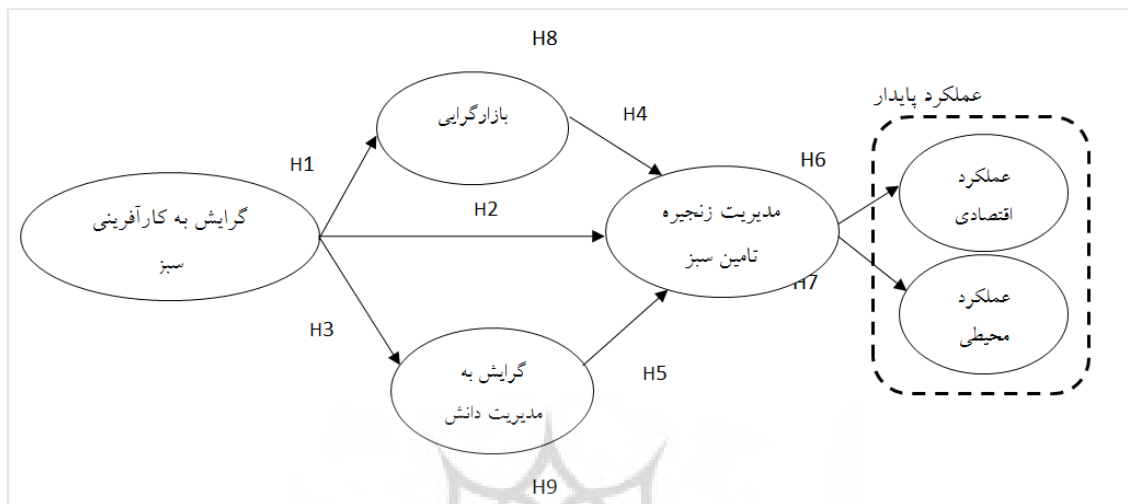 H8
بازارگرایی
H4
عملکرد پایدار
H1
H6
عملکرد
اقتصادی
گرایش به کارآفرینی
سبز
H2
مدیریت زنجیره
تامین سبز
H7
عملکرد
محیطی
H3
گرایش به
مدیریت دانش
H5
H9